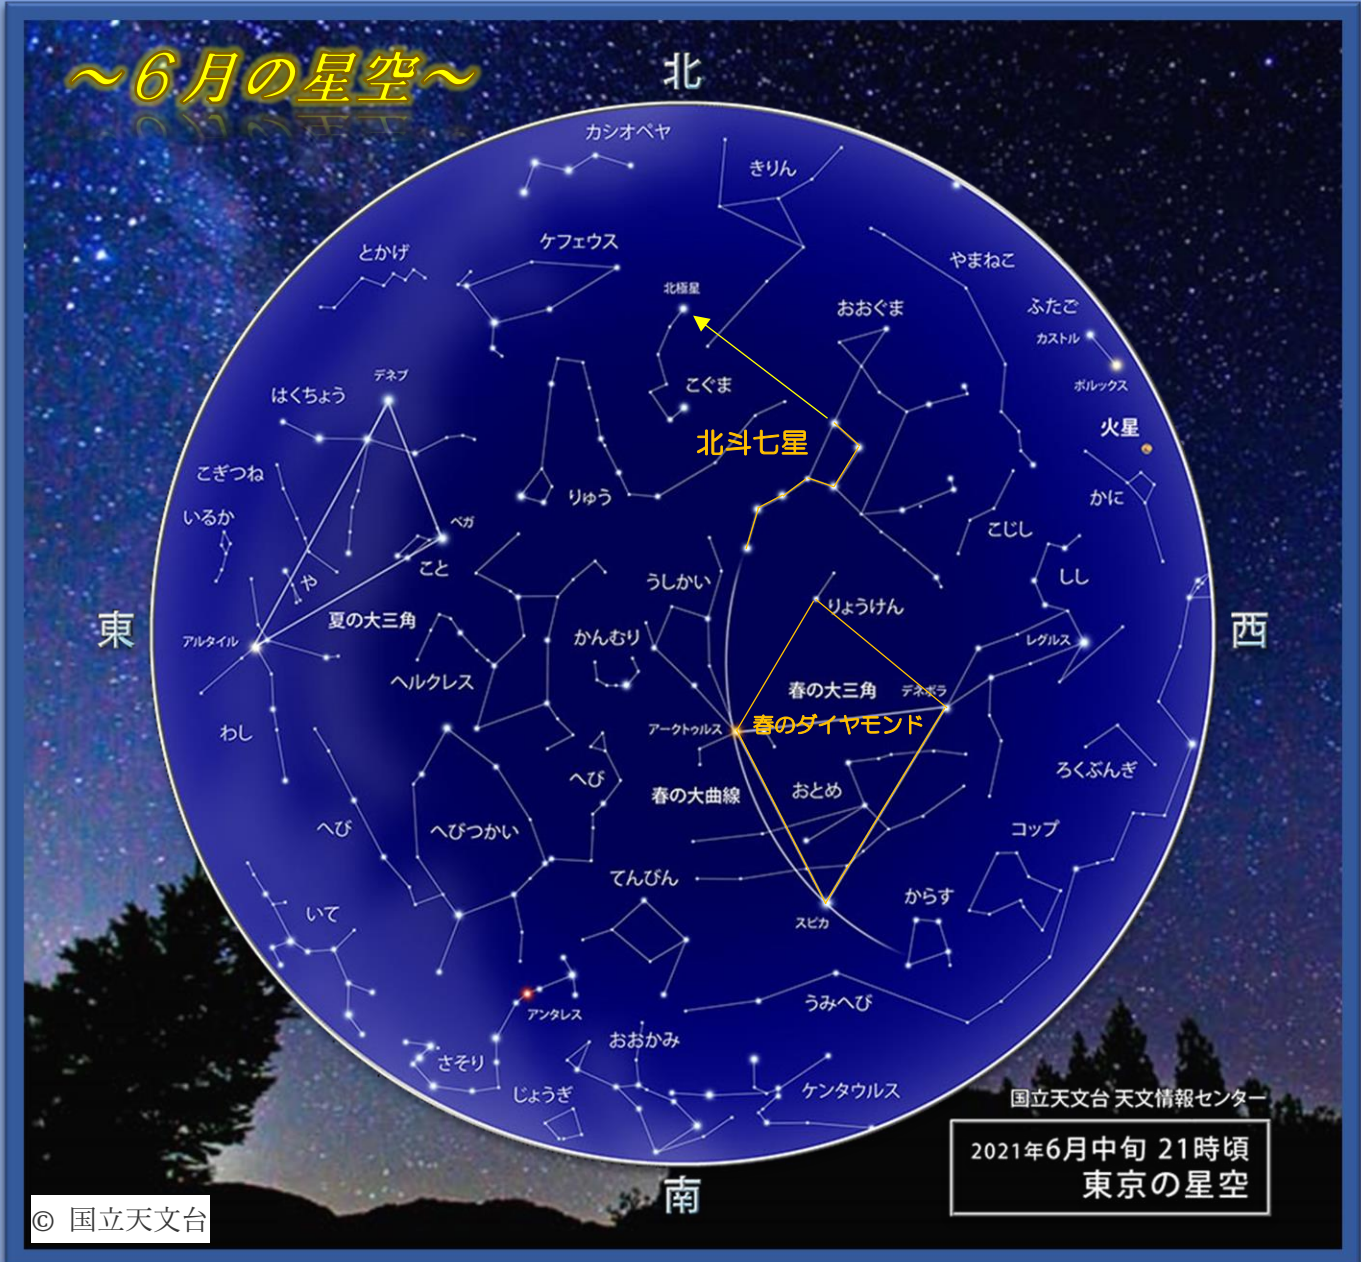 ～６月の星空～
北
カシオペヤ
きりん
とかげ
ケフェウス
やまねこ
北極星
おおぐま
ふたご
カストル
デネブ
こぐま
ポルックス
はくちょう
火星
北斗七星
こぎつね
りゅう
かに
いるか
ベガ
こじし
こと
うしかい
しし
や
りょうけん
夏の大三角
東
アルタイル
かんむり
レグルス
西
ヘルクレス
春の大三角
デネボラ
わし
アークトゥルス
春のダイヤモンド
へび
ろくぶんぎ
春の大曲線
おとめ
へび
へびつかい
コップ
てんびん
からす
いて
スピカ
うみへび
アンタレス
おおかみ
さそり
じょうぎ
ケンタウルス
国立天文台 天文情報センター
2021年6月中旬 21時頃
東京の星空
南
© 国立天文台